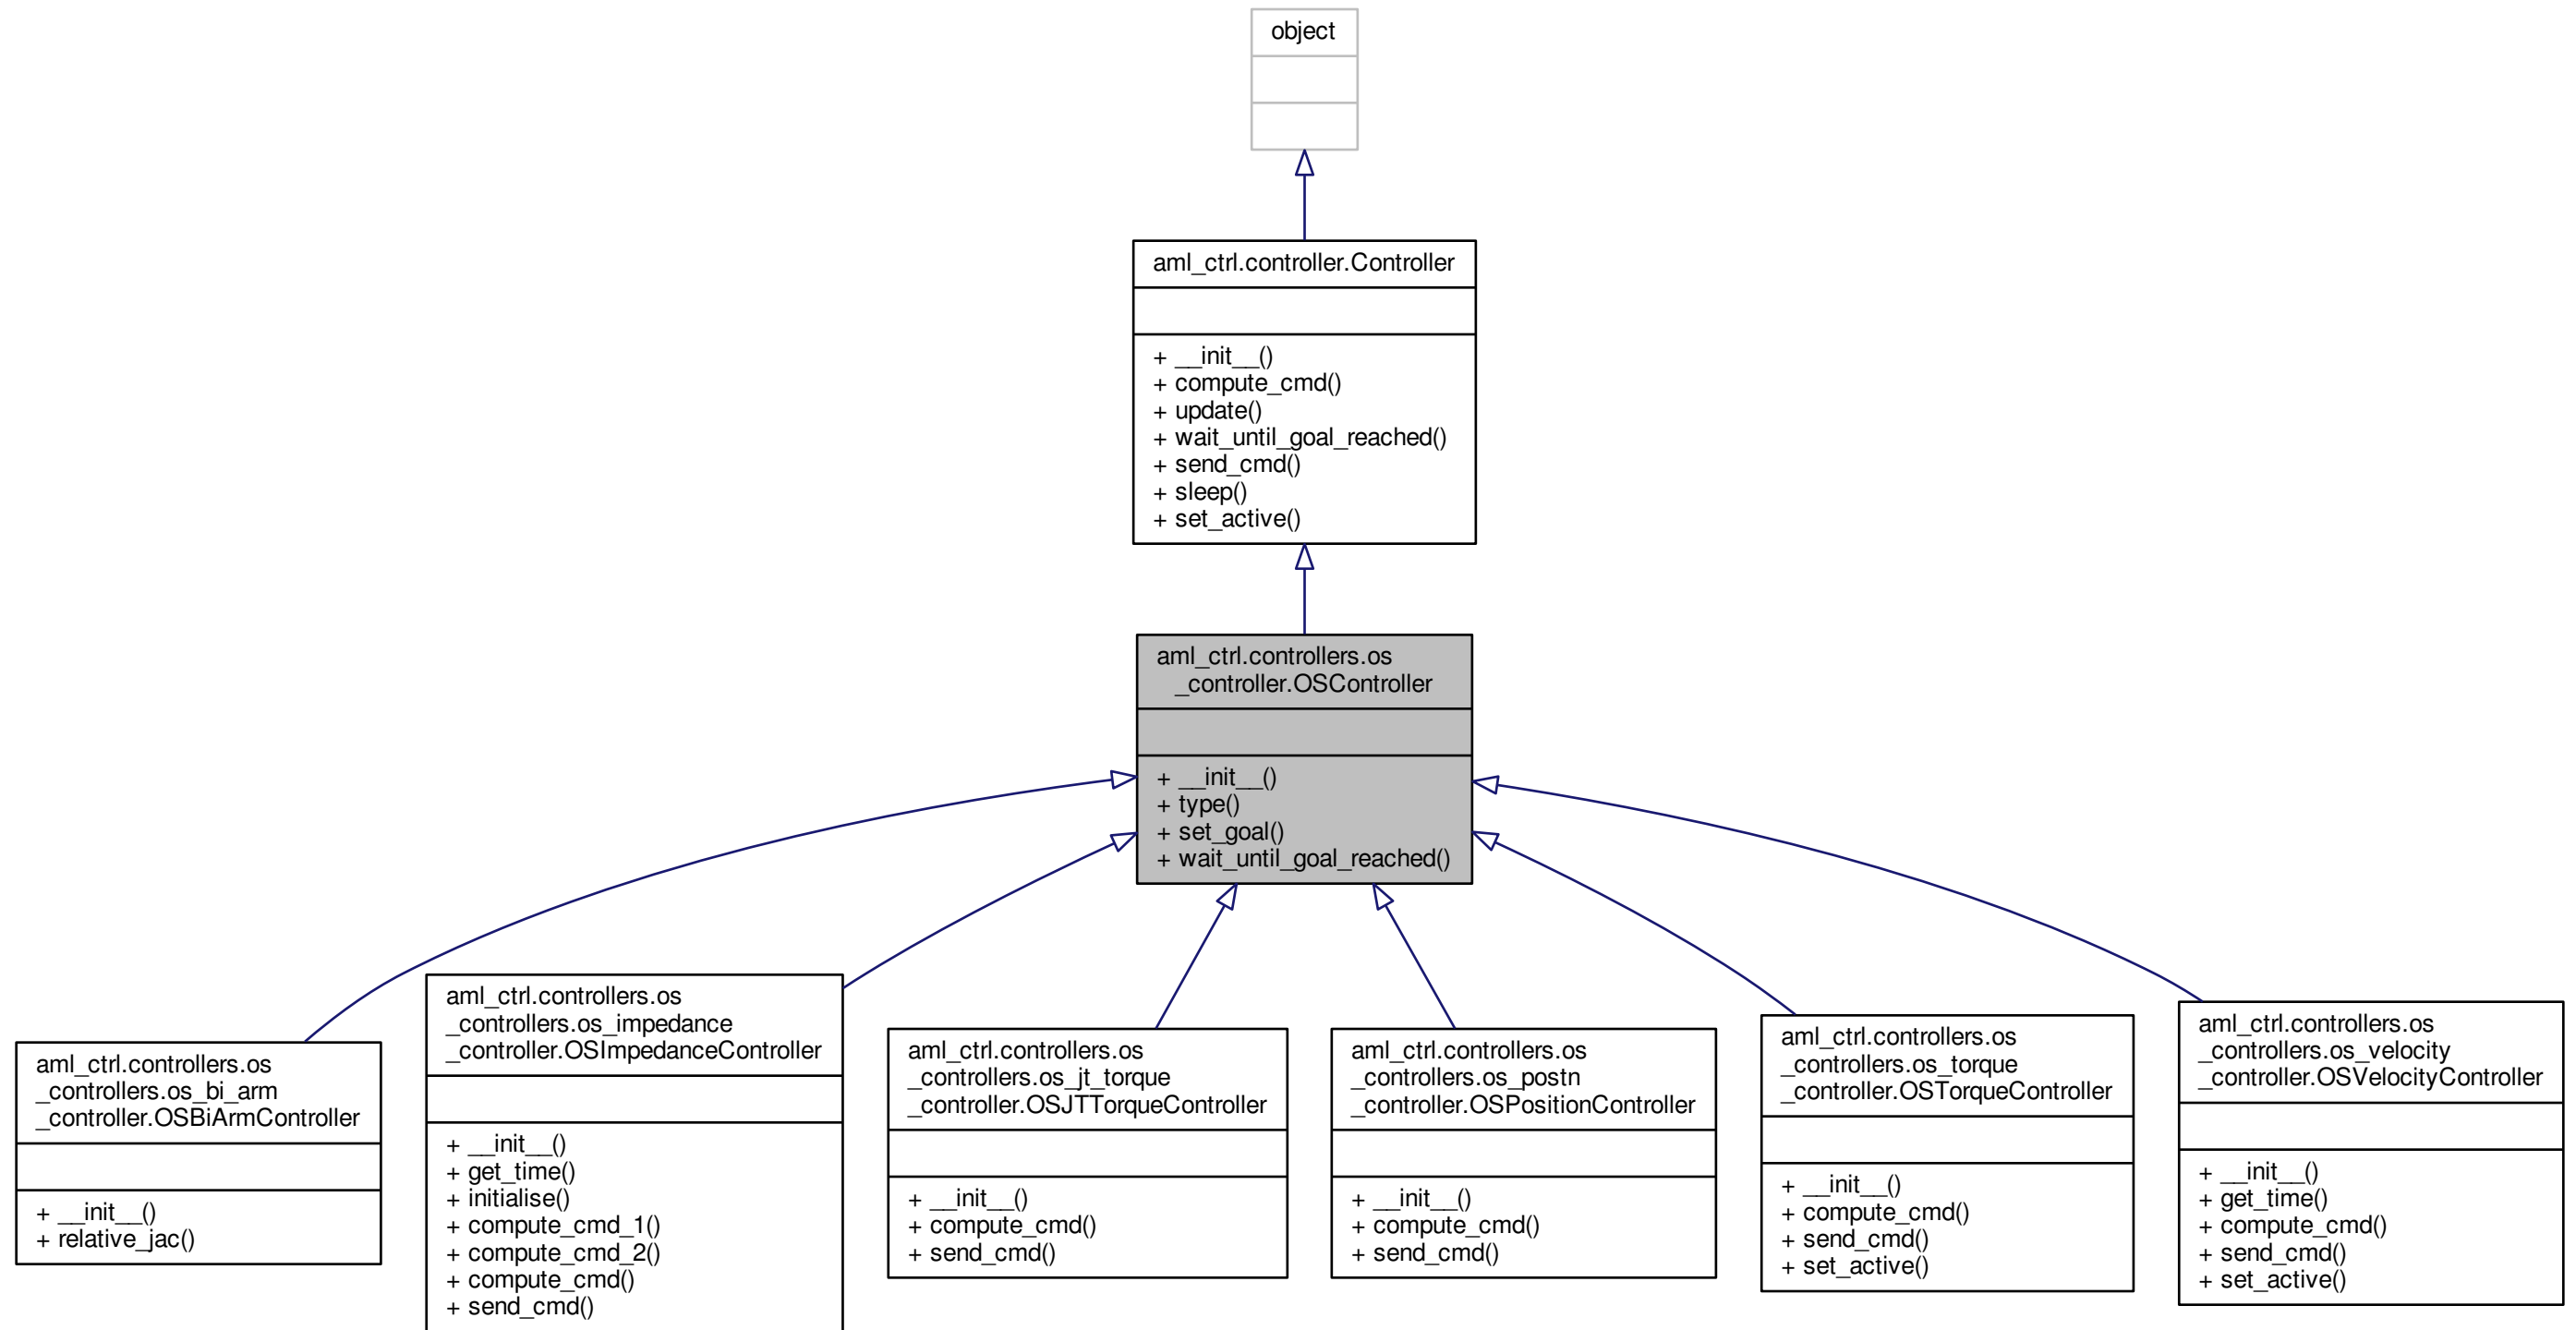 object
aml_ctrl.controller.Controller
+ __init__()
+ compute_cmd()
+ update()
+ wait_until_goal_reached()
+ send_cmd()
+ sleep()
+ set_active()
aml_ctrl.controllers.os
_controller.OSController
+ __init__()
+ type()
+ set_goal()
+ wait_until_goal_reached()
aml_ctrl.controllers.os
_controllers.os_bi_arm
_controller.OSBiArmController
+ __init__()
+ relative_jac()
aml_ctrl.controllers.os
_controllers.os_impedance
_controller.OSImpedanceController
+ __init__()
+ get_time()
+ initialise()
+ compute_cmd_1()
+ compute_cmd_2()
+ compute_cmd()
+ send_cmd()
aml_ctrl.controllers.os
_controllers.os_jt_torque
_controller.OSJTTorqueController
+ __init__()
+ compute_cmd()
+ send_cmd()
aml_ctrl.controllers.os
_controllers.os_postn
_controller.OSPositionController
+ __init__()
+ compute_cmd()
+ send_cmd()
aml_ctrl.controllers.os
_controllers.os_torque
_controller.OSTorqueController
+ __init__()
+ compute_cmd()
+ send_cmd()
+ set_active()
aml_ctrl.controllers.os
_controllers.os_velocity
_controller.OSVelocityController
+ __init__()
+ get_time()
+ compute_cmd()
+ send_cmd()
+ set_active()